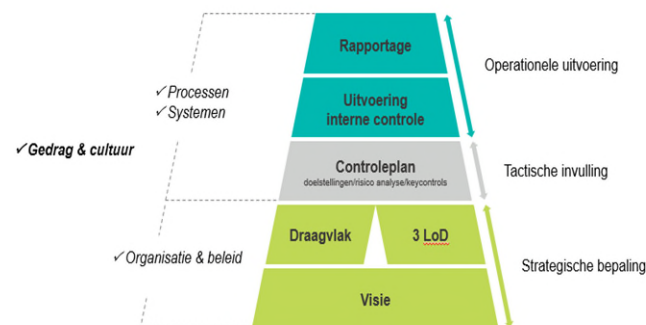 Rapportage
Operationele uitvoering
✓Processen
✓Systemen
Uitvoering
interne controle
✓Gedrag & cultuur
Controleplan
doelstellingen/risico analyse/keycontrols
Tactische invulling
Draagvlak
3 LoD
✓Organisatie & beleid
Strategische bepaling
Visie